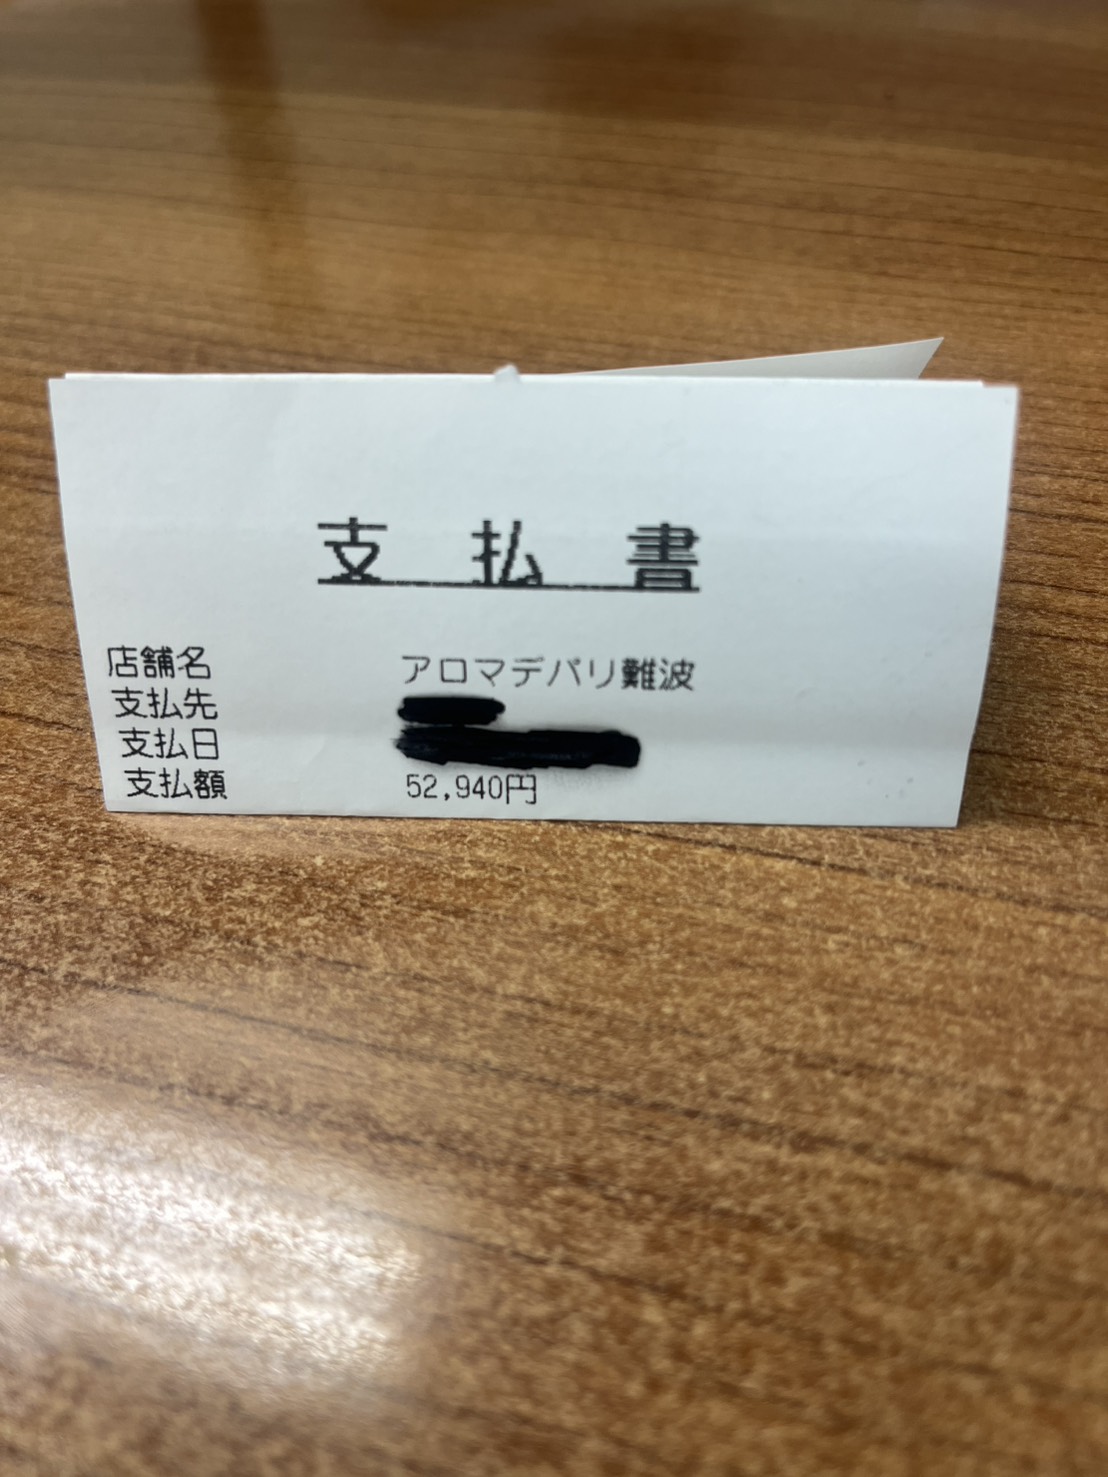 支払書
店舗名 アロマデパリ難波
支払先
支払日
支払額 52,940円